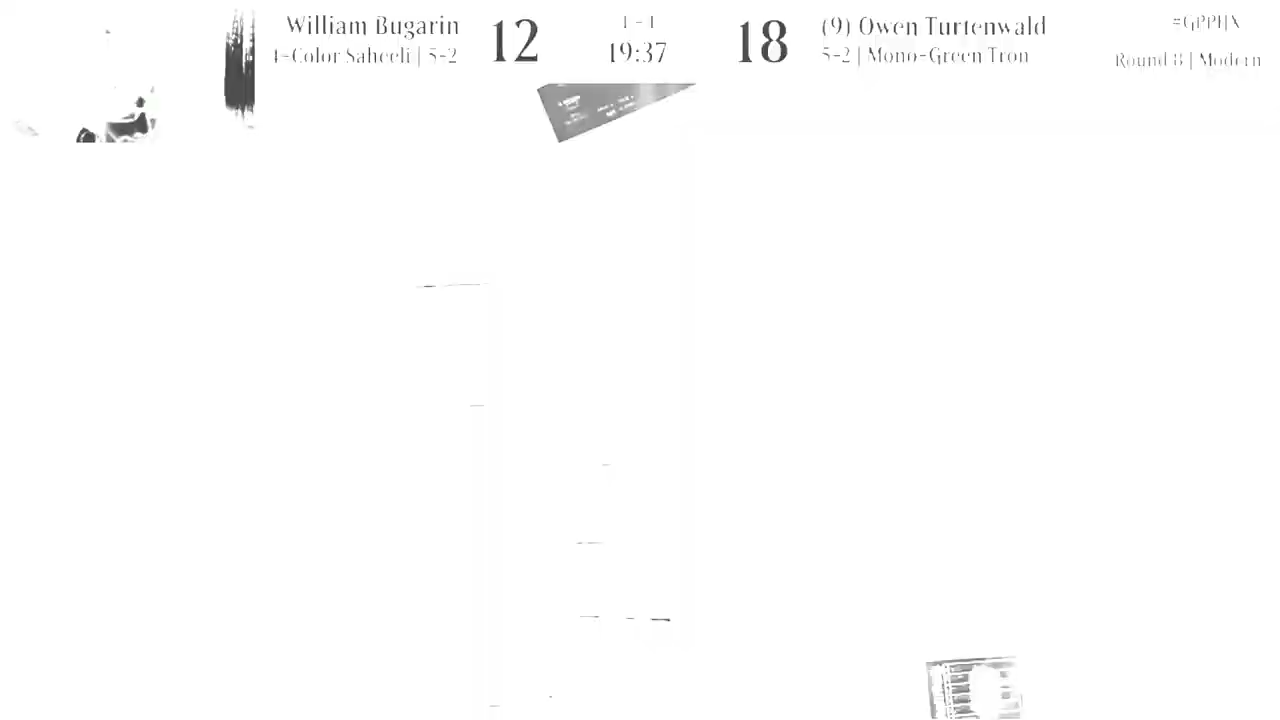 William Bugarin
4-Color Saheeli | 5-2
12
1 - 1
19:37
18
(9) Owen Turtenwald
5-2 | Mono-Green Tron
#GPPHX
Round 8 | Modern